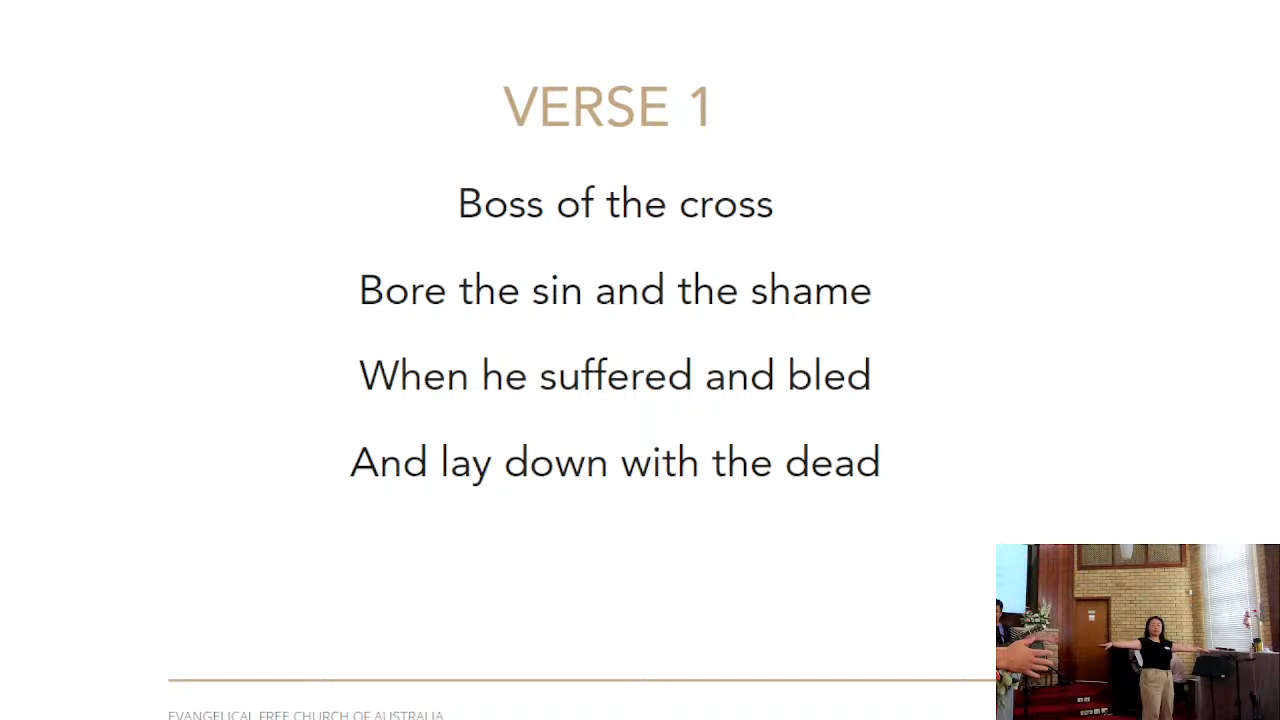 VERSE 1
Boss of the cross
Bore the sin and the shame
When he suffered and bled
And lay down with the dead
EVANGELICAL FREE CHURCH OF AUSTRALIA